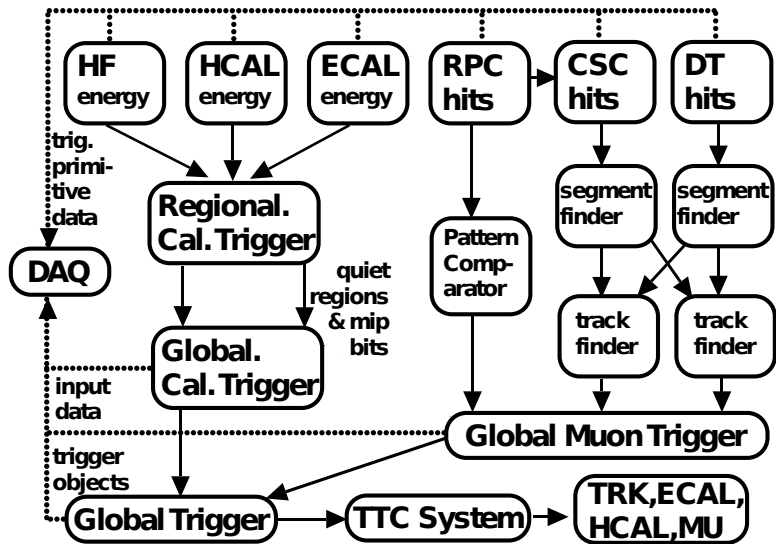 HF
energy
HCAL
energy
ECAL
energy
RPC
hits
CSC
hits
DT
hits
trig.
primi-
tive
data
Regional.
Cal. Trigger
segment
finder
segment
finder
Pattern
Comp-
arator
DAQ
quiet
regions
& mip
bits
track
finder
track
finder
Global.
Cal. Trigger
input
data
Global Muon Trigger
trigger
objects
Global Trigger
TTC System
TRK,ECAL,
HCAL,MU